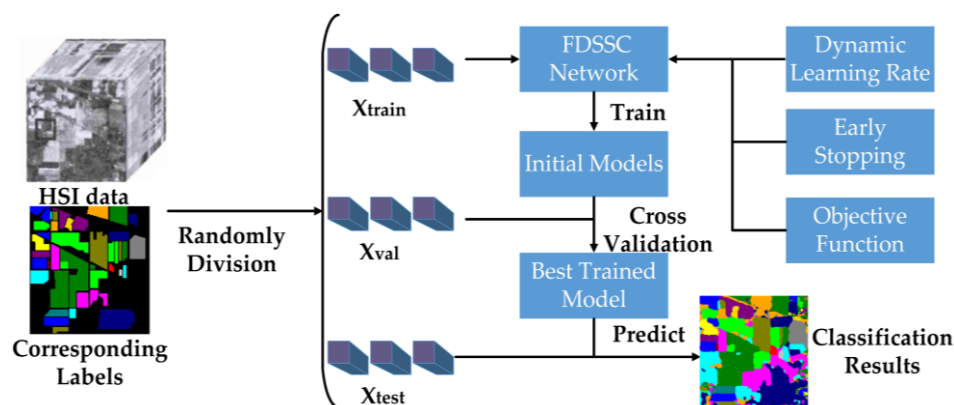 HSI data
Corresponding
Labels
Randomly
Division
Xtrain
Xval
Xtest
FDSSC
Network
Train
Initial Models
Cross
Validation
Best Trained
Model
Predict
Dynamic
Learning Rate
Early
Stopping
Objective
Function
Classification
Results